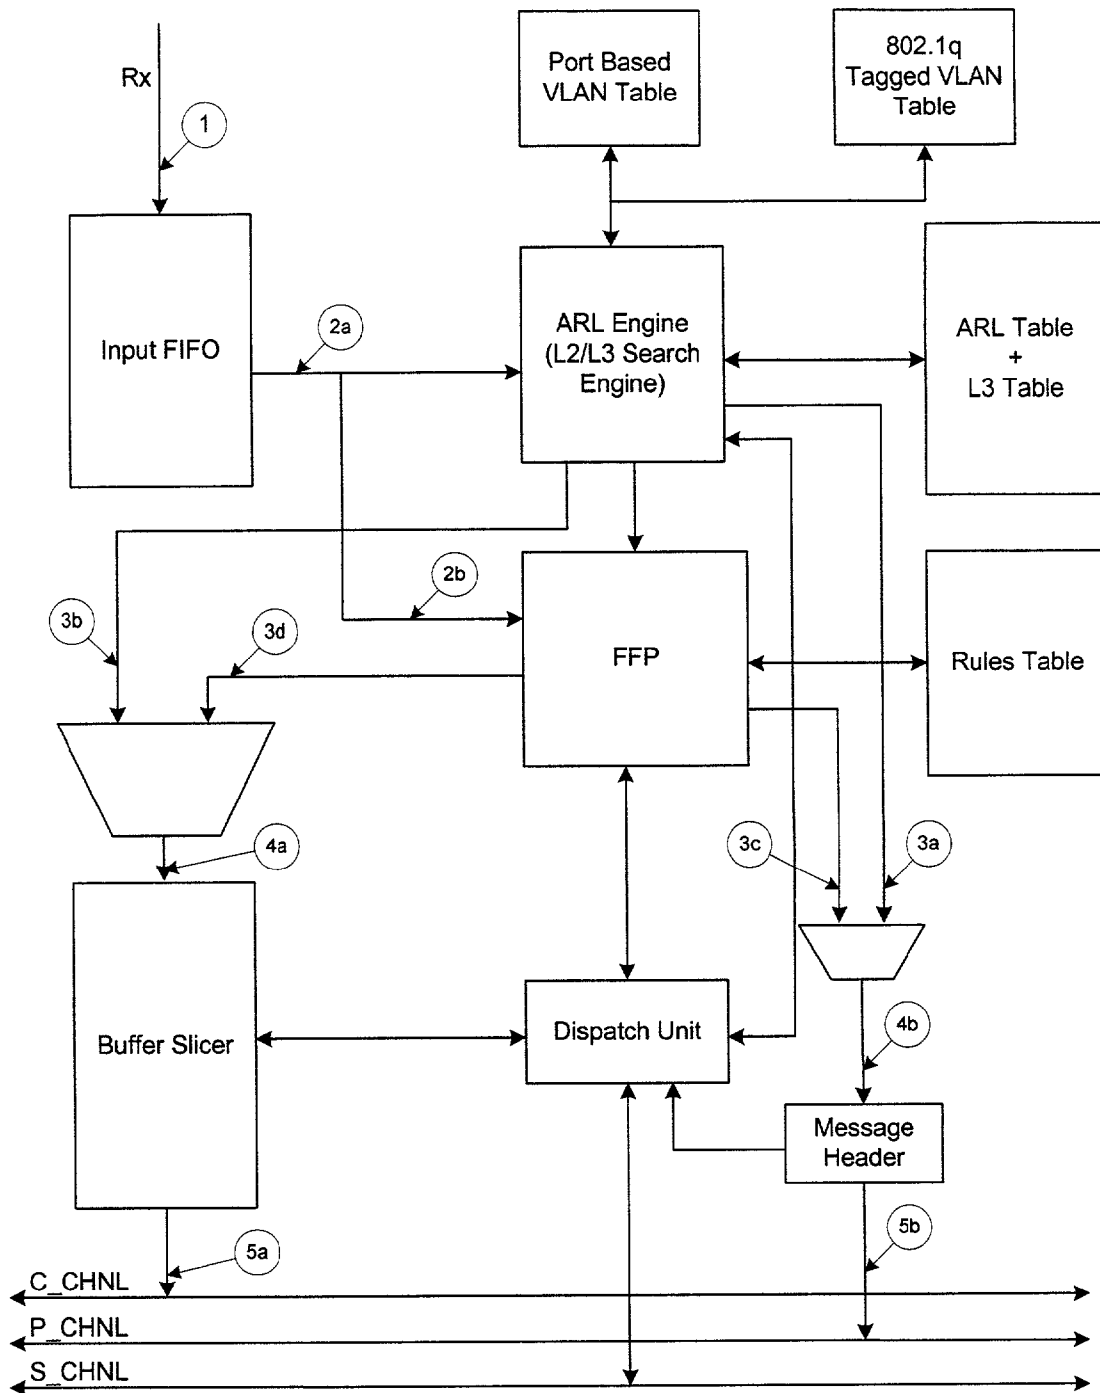 Port Based
VLAN Table
802.1q
Tagged VLAN
Table
Rx
1
Input FIFO
2a
ARL Engine
(L2/L3 Search
Engine)
ARL Table
+
L3 Table
2b
3b
3d
FFP
Rules Table
4a
3c
3a
Buffer Slicer
Dispatch Unit
4b
Message
Header
5a
5b
C_CHNL
P_CHNL
S_CHNL